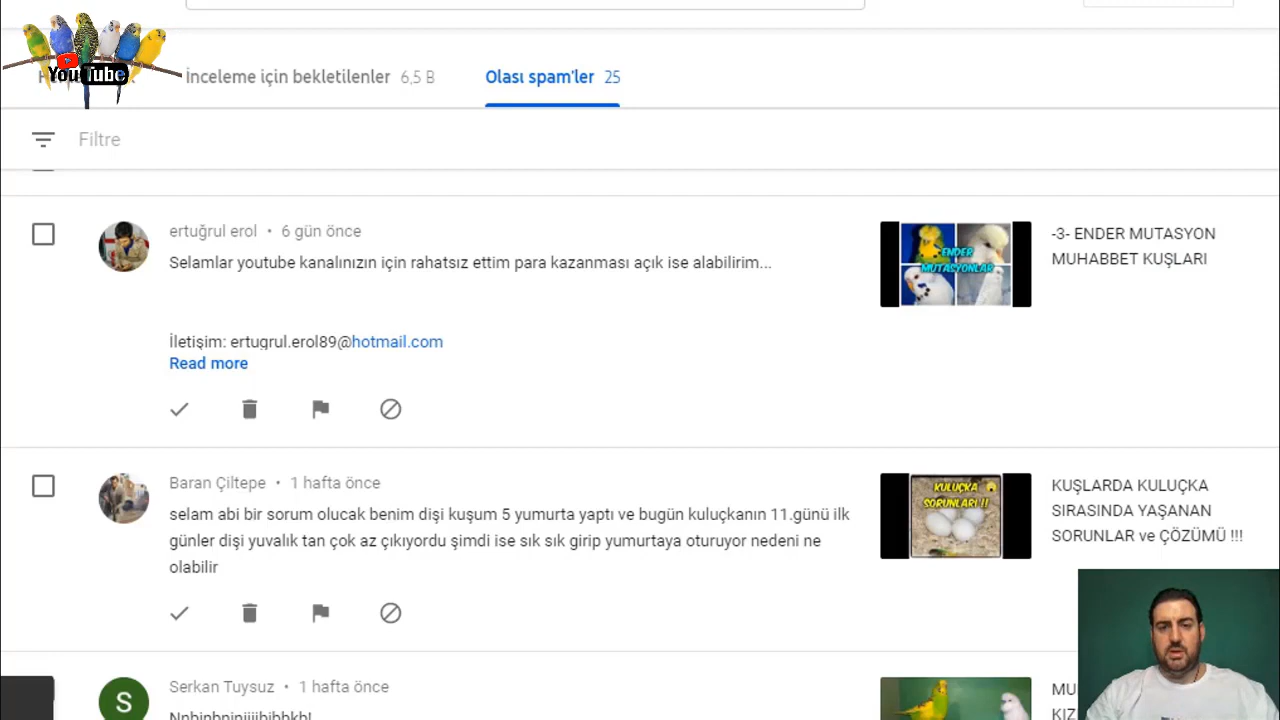 YouTube
İnceleme için bekletilenler 6,5 B
Olası spam'ler 25
Filtre
ertuğrul erol • 6 gün önce
Selamlar youtube kanalınızın için rahatsız ettim para kazanması açık ise alabilirim...
İletişim: ertugrul.erol89@hotmail.com
Read more
ENDER
MUTASYONLAR
-3- ENDER MUTASYON
MUHABBET KUŞLARI
Baran Çiltepe • 1 hafta önce
selam abi bir sorum olucak benim dişi kuşum 5 yumurta yaptı ve bugün kuluçkanın 11.günü ilk
günler dişi yuvalık tan çok az çıkıyordu şimdi ise sık sık girip yumurtaya oturuyor nedeni ne
olabilir
KULUÇKA
SORUNLARI !!
KUŞLARDA KULUÇKA
SIRASINDA YAŞANAN
SORUNLAR ve ÇÖZÜMÜ !!!
S
Serkan Tuysuz • 1 hafta önce